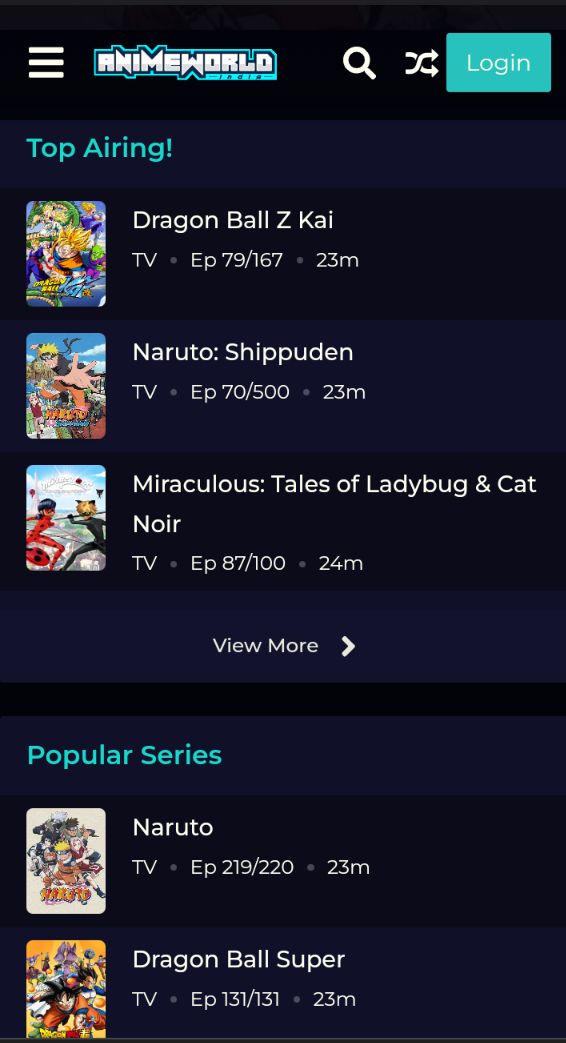 ANIMEWORLD
india
Login
Top Airing!
Dragon Ball Z Kai
TV • Ep 79/167 • 23m
Naruto: Shippuden
TV • Ep 70/500 • 23m
Miraculous: Tales of Ladybug & Cat
Noir
TV • Ep 87/100 • 24m
View More
Popular Series
Naruto
TV • Ep 219/220 • 23m
NARUTO
Dragon Ball Super
TV • Ep 131/131 • 23m